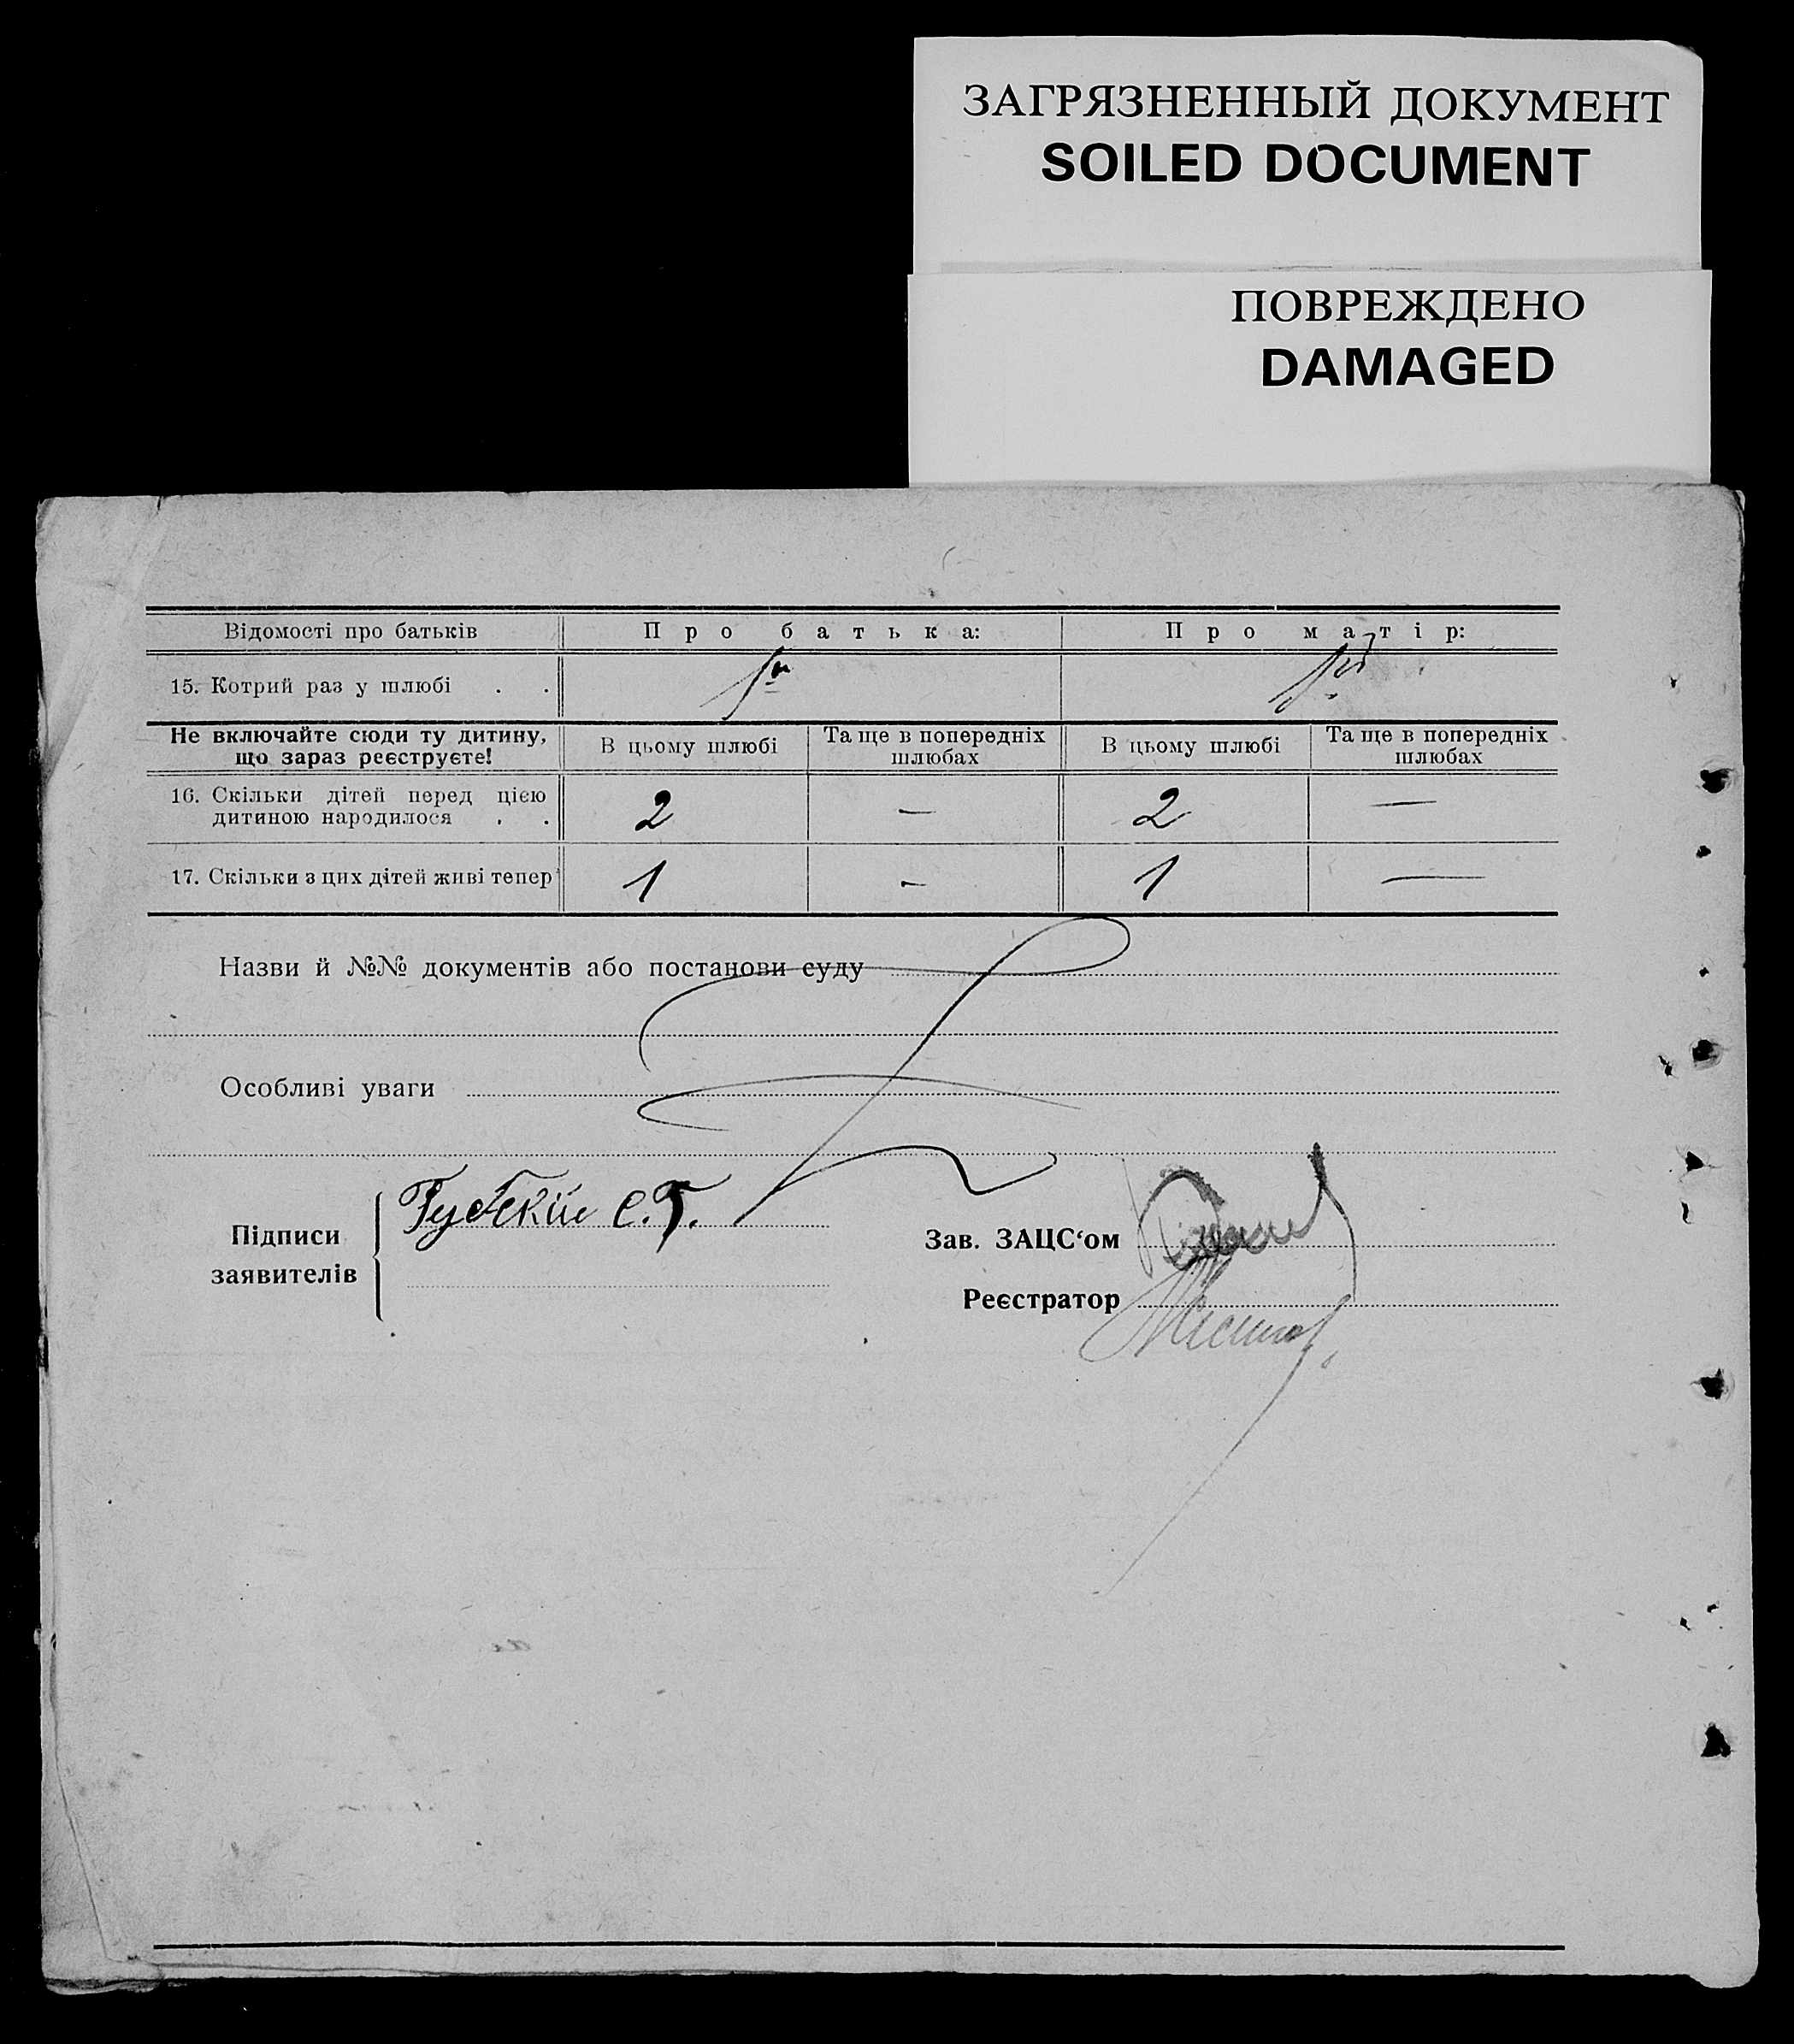 ЗАГРЯЗНЕННЫЙ ДОКУМЕНТ
SOILED DOCUMENT
ПОВРЕЖДЕНО
DAMAGED
Відомості про батьків Про батька: Про матір:
15. Котрий раз у шлюбі . .
Не включайте сюди ту дитину, що зараз реєструєте! В цьому шлюбі Та ще в попередніх шлюбах В цьому шлюбі Та ще в попередніх шлюбах
16. Скільки дітей перед цією дитиною народилося . . 2 — 2 —
17. Скільки з цих дітей живі тепер 1 - 1 —
Назви й №№ документів або постанови суду
Особливі уваги
Підписи заявителів
Зав. ЗАЦС‘ом
Реєстратор